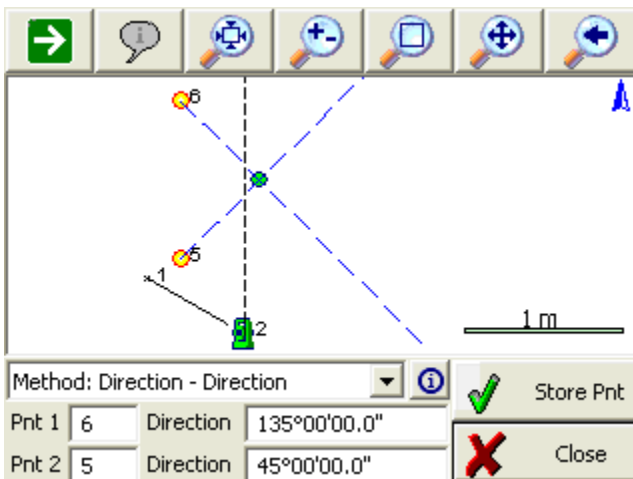 6
5
1
2
1 m
Method: Direction - Direction
Store Pnt
Pnt 1 6 Direction 135°00'00.0"
Close
Pnt 2 5 Direction 45°00'00.0"